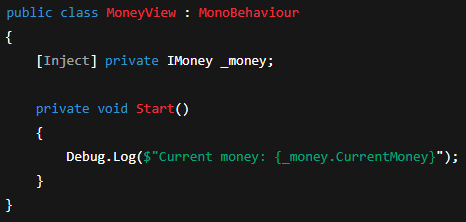 public class MoneyView : MonoBehaviour
{
    [Inject] private IMoney _money;
    private void Start()
    {
        Debug.Log($"Current money: {_money.CurrentMoney}");
    }
}